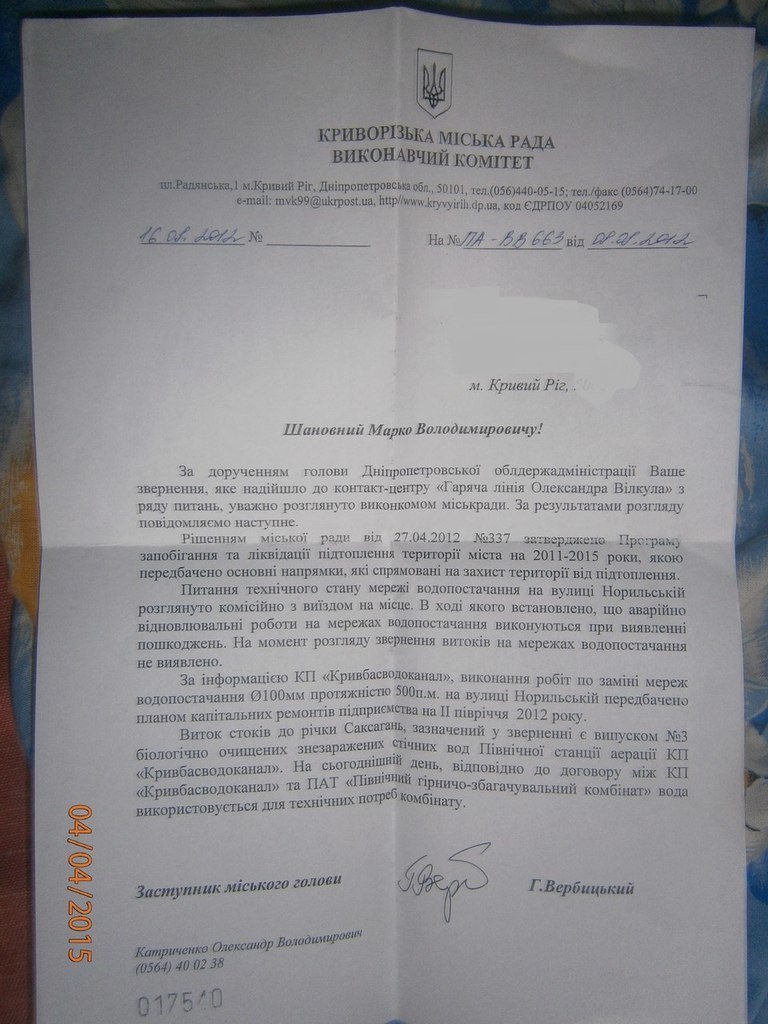 КРИВОРІЗЬКА МІСЬКА РАДА
ВИКОНАВЧИЙ КОМІТЕТ
пл.Радянська,1 м.Кривий Ріг, Дніпропетровська обл., 50101, тел.(056)440-05-15; тел./факс (0564)74-17-00
e-mail: mvk99@ukrpost.ua, http//www.kryvyirih.dp.ua, код ЄДРПОУ 04052169
16 08. 2012 № На № ПА - ВВ 663 від 08.08.2012
м. Кривий Ріг,
Шановний Марко Володимировичу!
За дорученням голови Дніпропетровської облдержадміністрації Ваше
звернення, яке надійшло до контакт-центру «Гаряча лінія Олександра Вілкула» з
ряду питань, уважно розглянуто виконкомом міськради. За результатами розгляду
повідомляємо наступне.
Рішенням міської ради від 27.04.2012 №337 затверджено Програму
запобігання та ліквідації підтоплення території міста на 2011-2015 роки, якою
передбачено основні напрямки, які спрямовані на захист території від підтоплення.
Питання технічного стану мережі водопостачання на вулиці Норильській
розглянуто комісійно з виїздом на місце. В ході якого встановлено, що аварійно
відновлювальні роботи на мережах водопостачання виконуються при виявленні
пошкоджень. На момент розгляду звернення витоків на мережах водопостачання
не виявлено.
За інформацією КП «Кривбасводоканал», виконання робіт по заміні мереж
водопостачання Ø100мм протяжністю 500п.м. на вулиці Норильській передбачено
планом капітальних ремонтів підприємства на ІІ півріччя 2012 року.
Виток стоків до річки Саксагань, зазначений у зверненні є випуском №3
біологічно очищених знезаражених стічних вод Північної станції аерації КП
«Кривбасводоканал». На сьогоднішній день, відповідно до договору між КП
«Кривбасводоканал» та ПАТ «Північний гірничо-збагачувальний комбінат» вода
використовується для технічних потреб комбінату.
Заступник міського голови Г.Вербицький
Катриченко Олександр Володимирович
(0564) 40 02 38
017540
04/04/2015